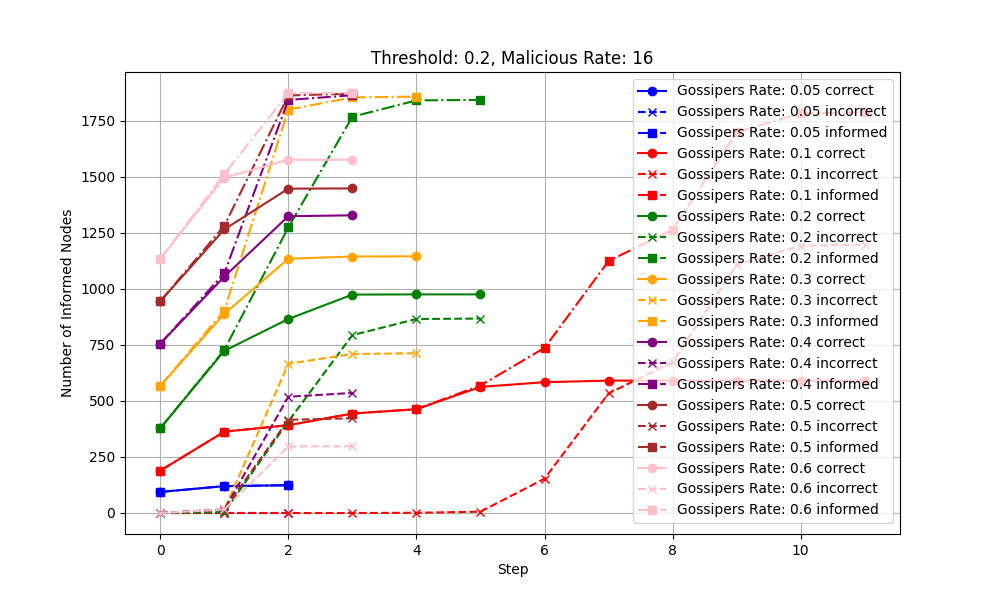 Threshold: 0.2, Malicious Rate: 16
Number of Informed Nodes
1750
1500
1250
1000
750
500
250
0
0
2
4
6
8
10
Step
Gossipers Rate: 0.05 correct
Gossipers Rate: 0.05 incorrect
Gossipers Rate: 0.05 informed
Gossipers Rate: 0.1 correct
Gossipers Rate: 0.1 incorrect
Gossipers Rate: 0.1 informed
Gossipers Rate: 0.2 correct
Gossipers Rate: 0.2 incorrect
Gossipers Rate: 0.2 informed
Gossipers Rate: 0.3 correct
Gossipers Rate: 0.3 incorrect
Gossipers Rate: 0.3 informed
Gossipers Rate: 0.4 correct
Gossipers Rate: 0.4 incorrect
Gossipers Rate: 0.4 informed
Gossipers Rate: 0.5 correct
Gossipers Rate: 0.5 incorrect
Gossipers Rate: 0.5 informed
Gossipers Rate: 0.6 correct
Gossipers Rate: 0.6 incorrect
Gossipers Rate: 0.6 informed